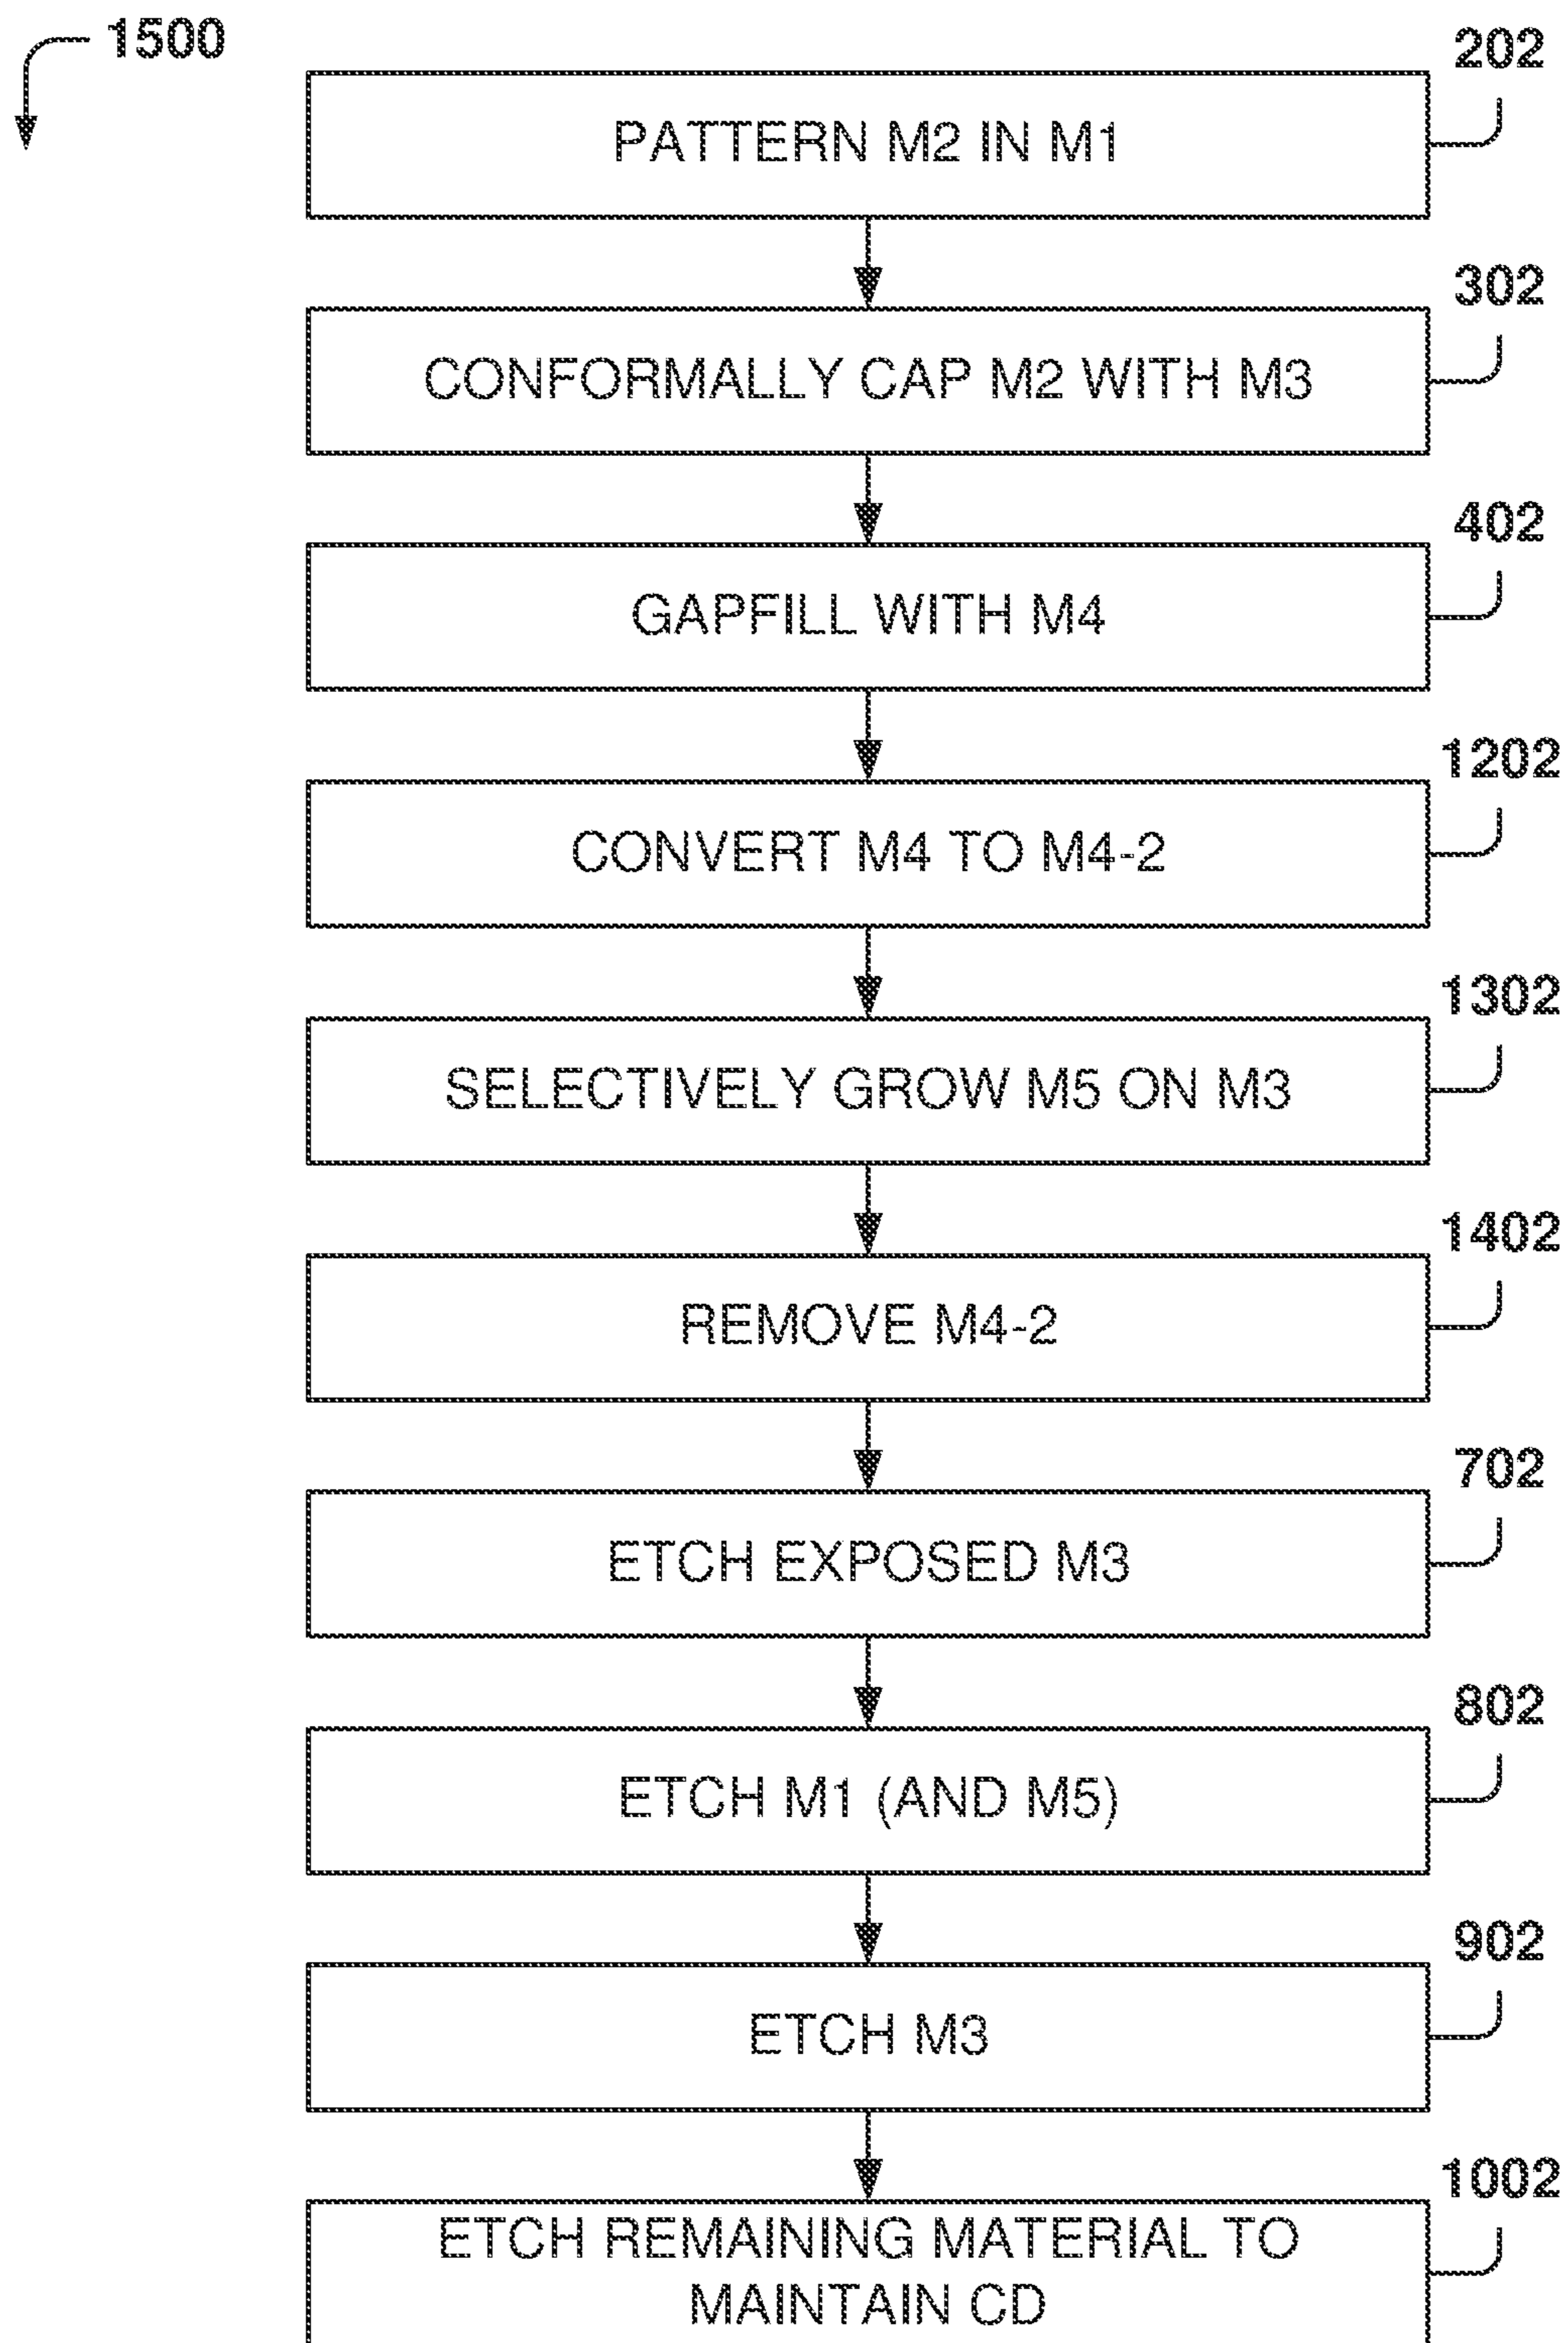 1500
202
PATTERN M2 IN M1
302
CONFORMALLY CAP M2 WITH M3
402
GAPFILL WITH M4
1202
CONVERT M4 TO M4-2
1302
SELECTIVELY GROW M5 ON M3
1402
REMOVE M4-2
702
ETCH EXPOSED M3
802
ETCH M1 (AND M5)
902
ETCH M3
1002
ETCH REMAINING MATERIAL TO
MAINTAIN CD